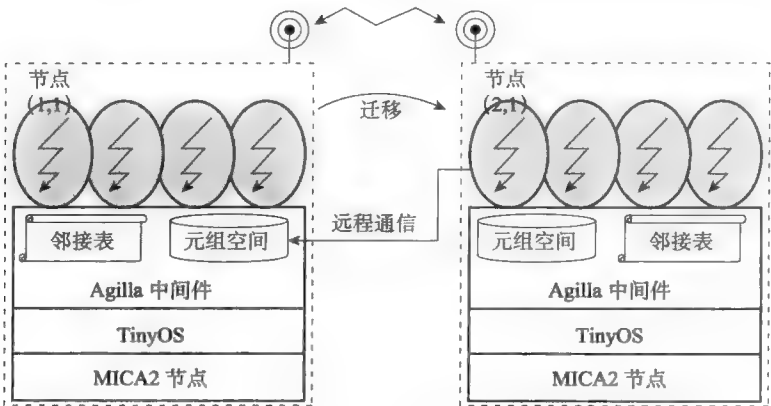 节点
(1,1)
节点
(2,1)
迁移
远程通信
邻接表
元组空间
元组空间
邻接表
Agilla 中间件
Agilla 中间件
TinyOS
TinyOS
MICA2 节点
MICA2 节点